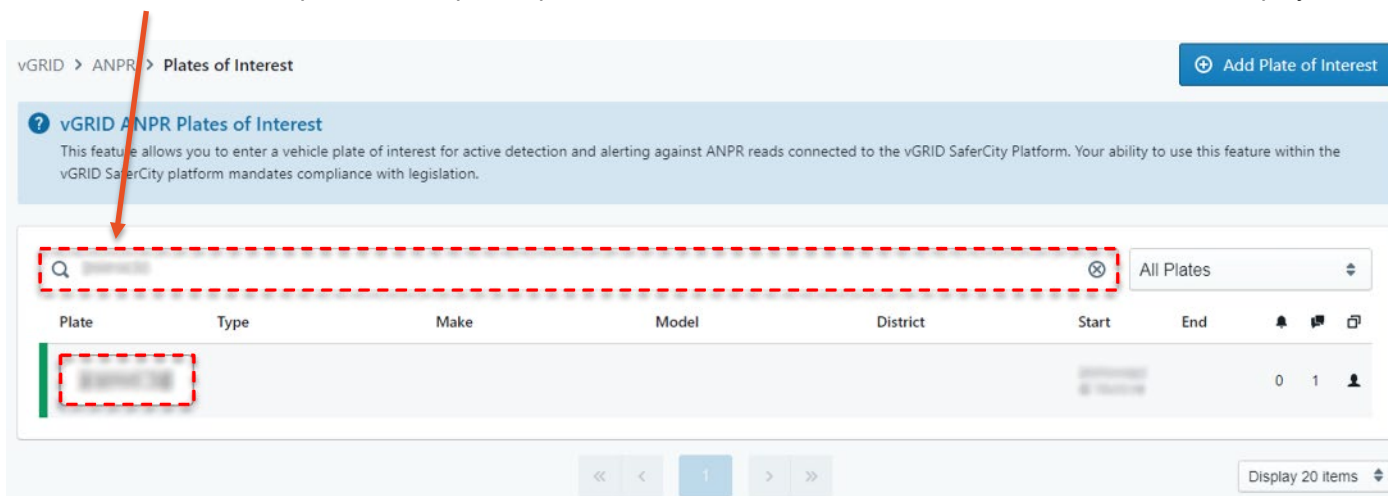 vGRID > ANPR > Plates of Interest
Add Plate of Interest
vGRID ANPR Plates of Interest
This feature allows you to enter a vehicle plate of interest for active detection and alerting against ANPR reads connected to the vGRID SaferCity Platform. Your ability to use this feature within the
vGRID SaferCity platform mandates compliance with legislation.
All Plates
Plate Type Make Model District Start End
0 1
« < 1 > »
Display 20 items